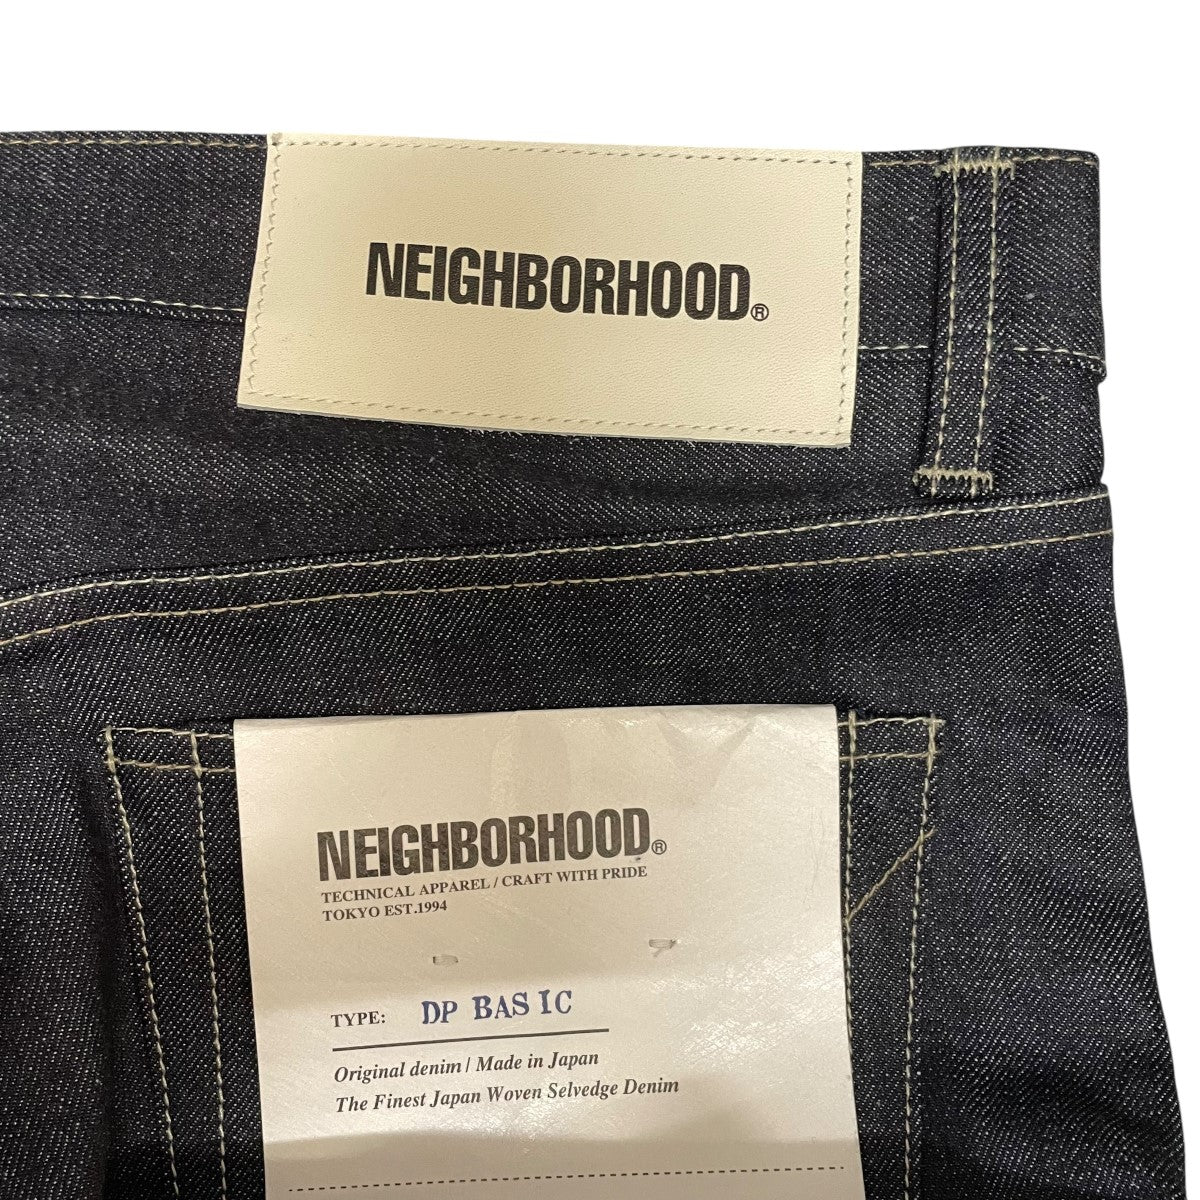 NEIGHBORHOOD®
NEIGHBORHOOD®
TECHNICAL APPAREL / CRAFT WITH PRIDE
TOKYO EST.1994
TYPE: DP BASIC
Original denim / Made in Japan
The Finest Japan Woven Selvedge Denim